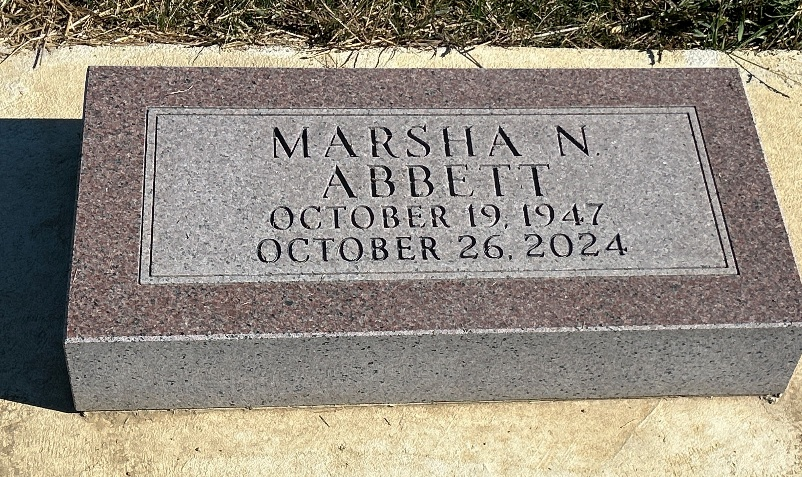 MARSHA N.
ABBETT
OCTOBER 19, 1947
OCTOBER 26, 2024